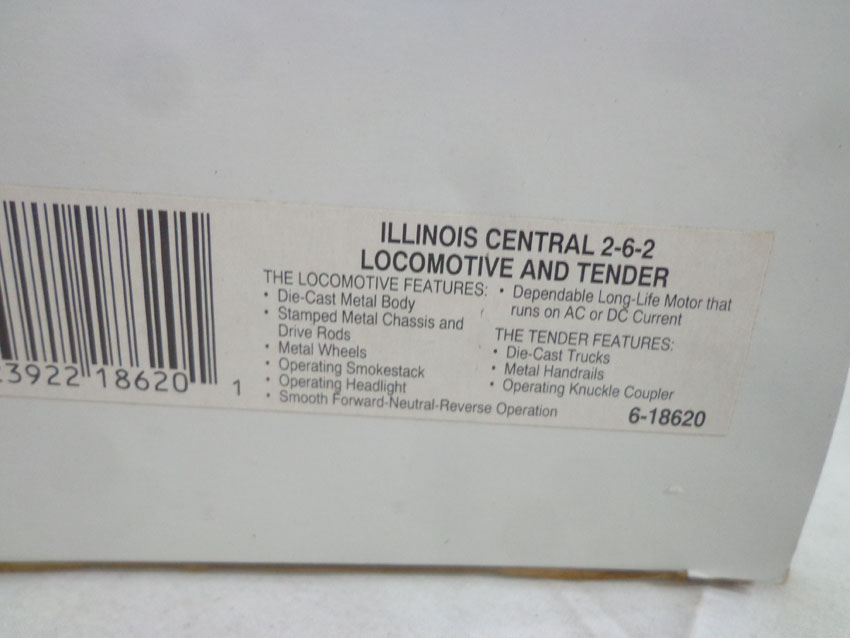 ILLINOIS CENTRAL 2-6-2
LOCOMOTIVE AND TENDER
THE LOCOMOTIVE FEATURES:
• Die-Cast Metal Body
• Stamped Metal Chassis and
Drive Rods
• Metal Wheels
• Operating Smokestack
• Operating Headlight
• Smooth Forward-Neutral-Reverse Operation
• Dependable Long-Life Motor that
runs on AC or DC Current
THE TENDER FEATURES:
• Die-Cast Trucks
• Metal Handrails
• Operating Knuckle Coupler
6-18620
3922 18620 1